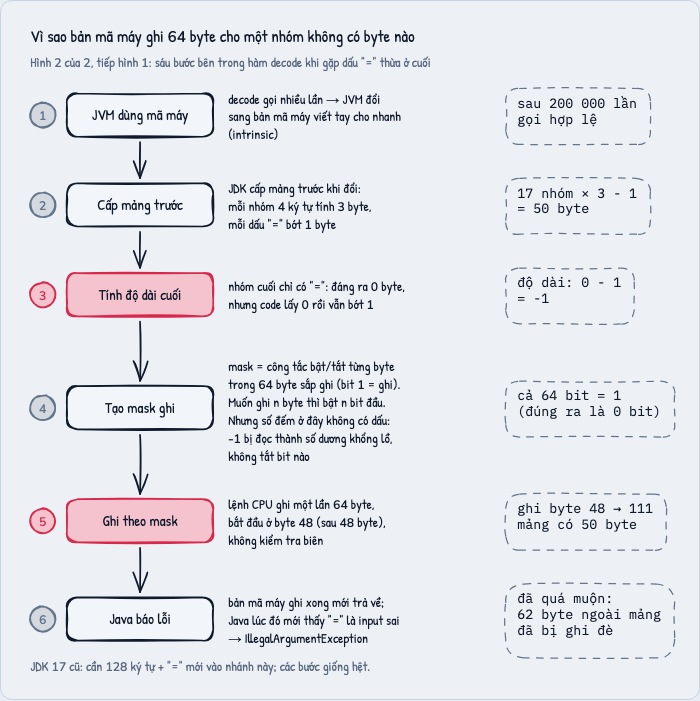 Vì sao bản mã máy ghi 64 byte cho một nhóm không có byte nào
Hình 2 của 2, tiếp hình 1: sáu bước bên trong hàm decode khi gặp dấu "=" thừa ở cuối
1
JVM dùng mã máy
decode gọi nhiều lần → JVM đổi
sang bản mã máy viết tay cho nhanh
(intrinsic)
sau 200 000 lần
gọi hợp lệ
2
Cấp mảng trước
JDK cấp mảng trước khi đổi:
mỗi nhóm 4 ký tự tính 3 byte,
mỗi dấu "=" bớt 1 byte
17 nhóm × 3 - 1
= 50 byte
3
Tính độ dài cuối
nhóm cuối chỉ có "=": đáng ra 0 byte,
nhưng code lấy 0 rồi vẫn bớt 1
độ dài: 0 - 1
= -1
4
Tạo mask ghi
mask = công tắc bật/tắt từng byte
trong 64 byte sắp ghi (bit 1 = ghi).
Muốn ghi n byte thì bật n bit đầu.
Nhưng số đếm ở đây không có dấu:
-1 bị đọc thành số dương khổng lồ,
không tắt bit nào
cả 64 bit = 1
(đúng ra là 0 bit)
5
Ghi theo mask
lệnh CPU ghi một lần 64 byte,
bắt đầu ở byte 48 (sau 48 byte),
không kiểm tra biên
ghi byte 48 → 111
mảng có 50 byte
6
Java báo lỗi
bản mã máy ghi xong mới trả về;
Java lúc đó mới thấy "=" là input sai
→ IllegalArgumentException
đã quá muộn:
62 byte ngoài mảng
đã bị ghi đè
JDK 17 cũ: cần 128 ký tự + "=" mới vào nhánh này; các bước giống hệt.